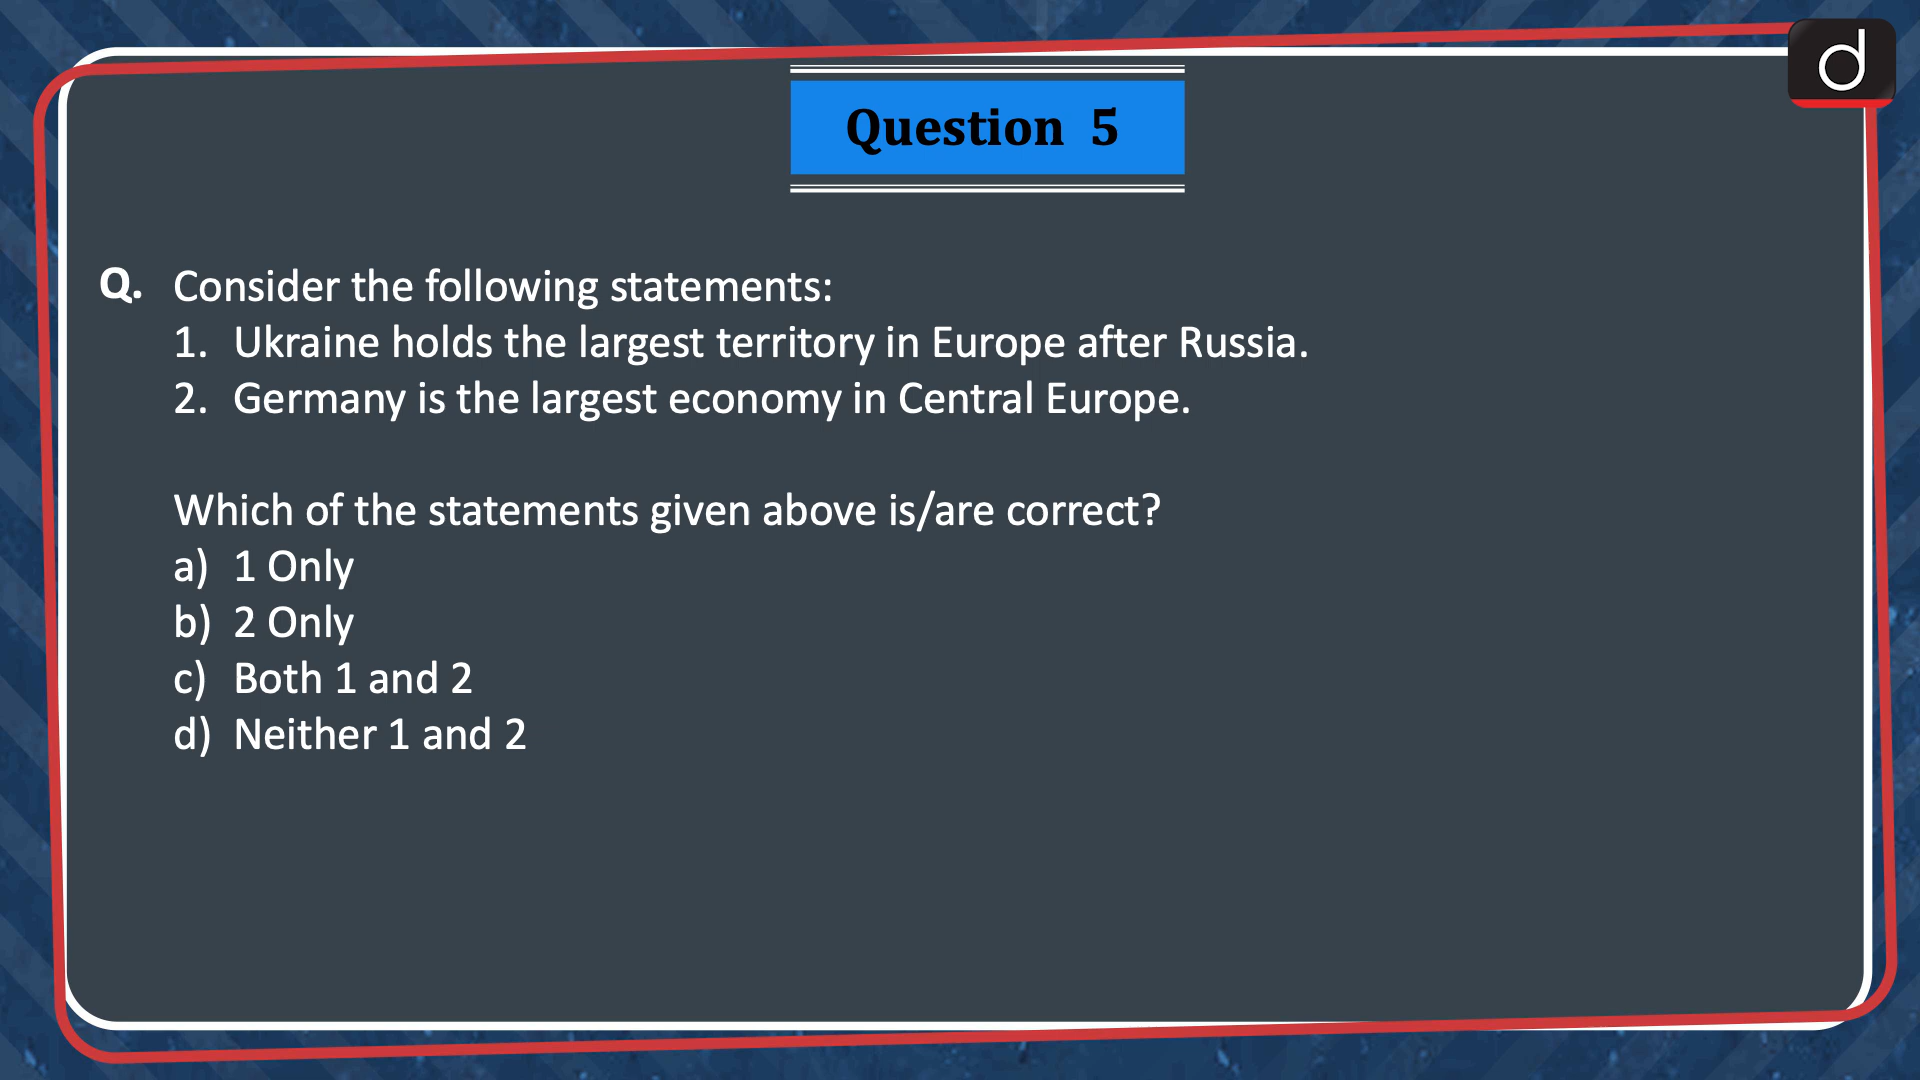 Question 5
Q. Consider the following statements:
1. Ukraine holds the largest territory in Europe after Russia.
2. Germany is the largest economy in Central Europe.
Which of the statements given above is/are correct?
a) 1 Only
b) 2 Only
c) Both 1 and 2
d) Neither 1 and 2
d